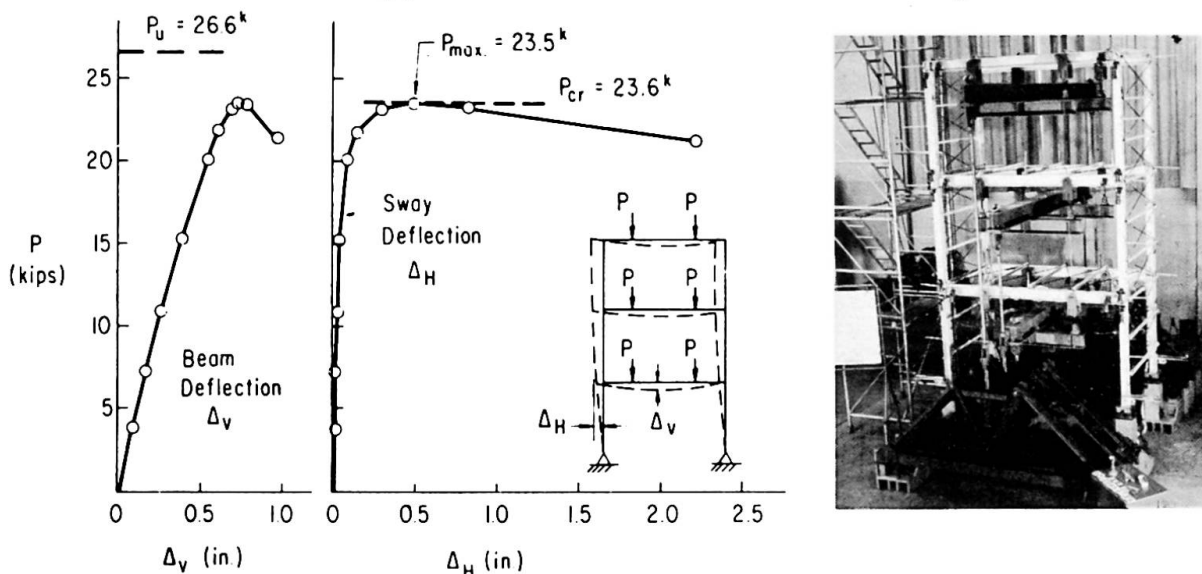 P_u = 26.6^k
P_max. = 23.5^k
P_cr = 23.6^k
25
20
15
10
5
P
(kips)
Beam
Deflection
Δ_v
Sway
Deflection
Δ_H
P P
P P
P P
Δ_H
Δ_v
0 0.5 1.0
0 0.5 1.0 1.5 2.0 2.5
Δ_v (in.)
Δ_H (in.)